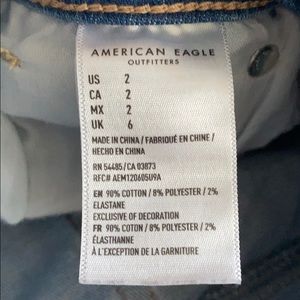 AMERICAN EAGLE
OUTFITTERS
US 2
CA 2
MX 2
UK 6
MADE IN CHINA / FABRIQUÉ EN CHINE /
HECHO EN CHINA
RN 54485/CA 03873
RFC# AEM120605U9A
EN 90% COTTON / 8% POLYESTER / 2%
ELASTANE
EXCLUSIVE OF DECORATION
FR 90% COTON / 8% POLYESTER / 2%
ÉLASTHANNE
À L'EXCEPTION DE LA GARNITURE